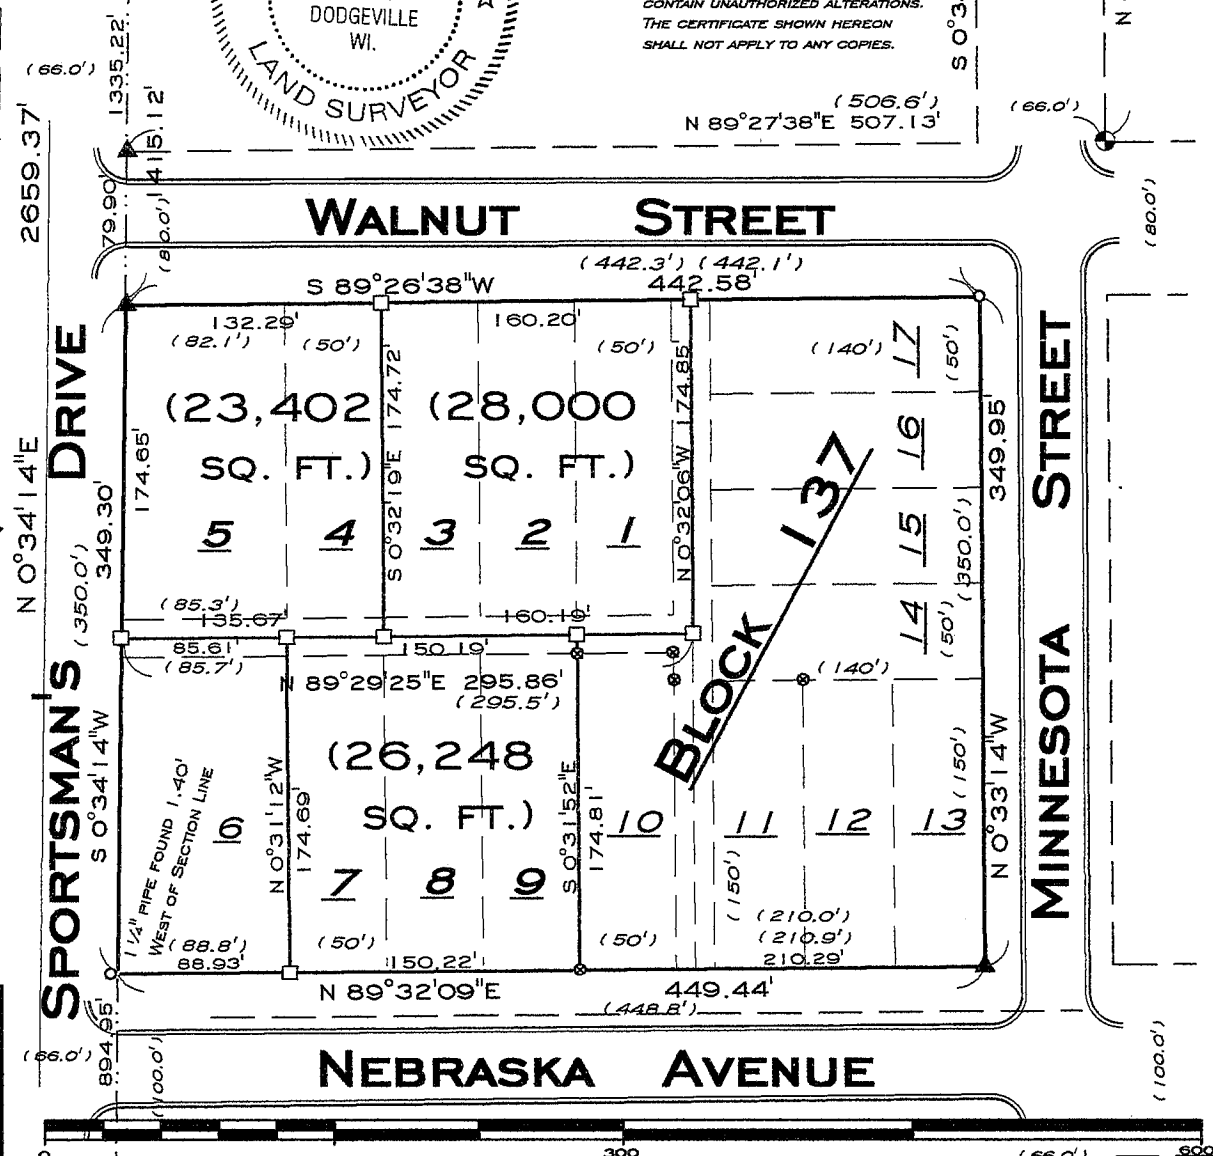 DODGEVILLE
WI.
LAND SURVEYOR
CONTAIN UNAUTHORIZED ALTERATIONS.
THE CERTIFICATE SHOWN HEREON
SHALL NOT APPLY TO ANY COPIES.
(66.0')
1335.22'
1415.12'
2659.37'
(506.6')
N 89°27'38"E 507.13'
(66.0')
79.90'
(80.0')
WALNUT STREET
(80.0')
(442.3') (442.1')
S 89°26'38"W 442.58'
132.29'
160.20'
(82.1')
(50')
(50')
(140')
17
(50')
SPORTSMAN'S DRIVE
N 0°34'14"E
174.65'
349.30'
(350.0')
S 0°34'14"W
(23,402
SQ. FT.)
(28,000
SQ. FT.)
S 0°32'19"E 174.72'
N 0°32'06"W 174.85'
5
4
3
2
1
16
15
14
(50')
(140')
BLOCK 137
349.95'
(350.0')
N 0°33'14"W
MINNESOTA STREET
(85.3')
135.67'
160.19'
85.61'
150.19'
(85.7')
N 89°29'25"E 295.86'
(295.5')
(26,248
SQ. FT.)
1¼" PIPE FOUND 1.40'
WEST OF SECTION LINE
6
N 0°31'12"W
174.69'
S 0°31'52"E
174.81'
7
8
9
10
11
12
13
(150')
(150')
(88.8')
88.93'
(50')
150.22'
(50')
(210.0')
(210.9')
210.29'
N 89°32'09"E 449.44'
(448.8')
894.95'
(66.0')
(100.0')
NEBRASKA AVENUE
(100.0')
0
300
600
(66.0')